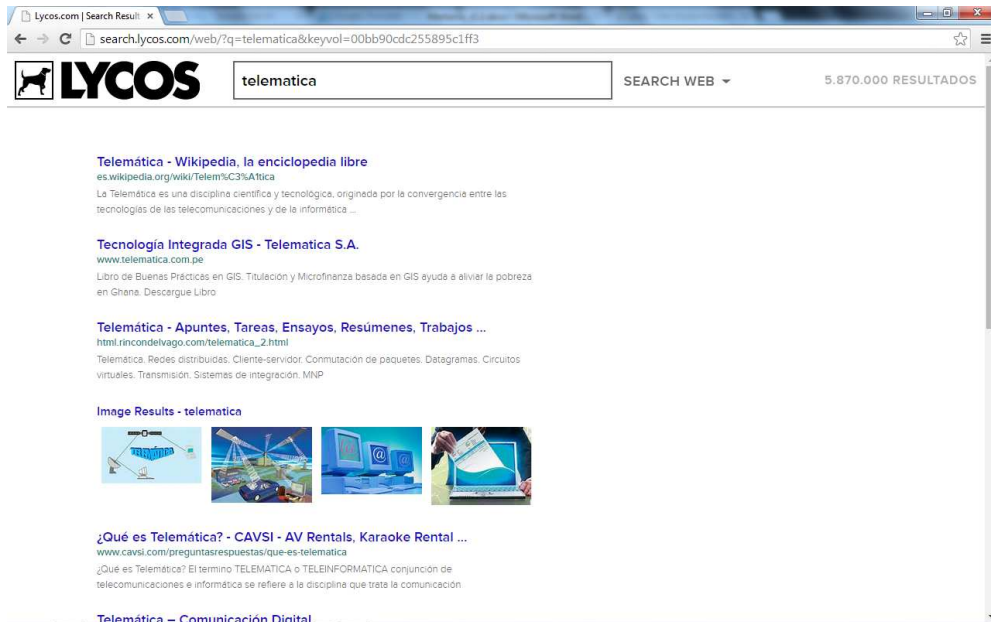 Lycos.com | Search Result
search.lycos.com/web/?q=telematica&keyvol=00bb90cdc255895c1ff3
LYCOS
telematica
SEARCH WEB
5.870.000 RESULTADOS
Telemática - Wikipedia, la enciclopedia libre
es.wikipedia.org/wiki/Telem%C3%A1tica
La Telemática es una disciplina científica y tecnológica, originada por la convergencia entre las
tecnologías de las telecomunicaciones y de la informática ...
Tecnología Integrada GIS - Telematica S.A.
www.telematica.com.pe
Libro de Buenas Prácticas en GIS. Titulación y Microfinanza basada en GIS ayuda a aliviar la pobreza
en Ghana. Descargue Libro
Telemática - Apuntes, Tareas, Ensayos, Resúmenes, Trabajos ...
html.rincondelvago.com/telematica_2.html
Telemática. Redes distribuidas. Cliente-servidor. Conmutación de paquetes. Datagramas. Circuitos
virtuales. Transmisión. Sistemas de integración. MNP
Image Results - telematica
TELEMÁTICA
@
@
¿Qué es Telemática? - CAVSI - AV Rentals, Karaoke Rental ...
www.cavsi.com/preguntasrespuestas/que-es-telematica
¿Qué es Telemática? El termino TELEMATICA o TELEINFORMATICA conjunción de
telecomunicaciones e informática se refiere a la disciplina que trata la comunicación
Telemática – Comunicación Digital